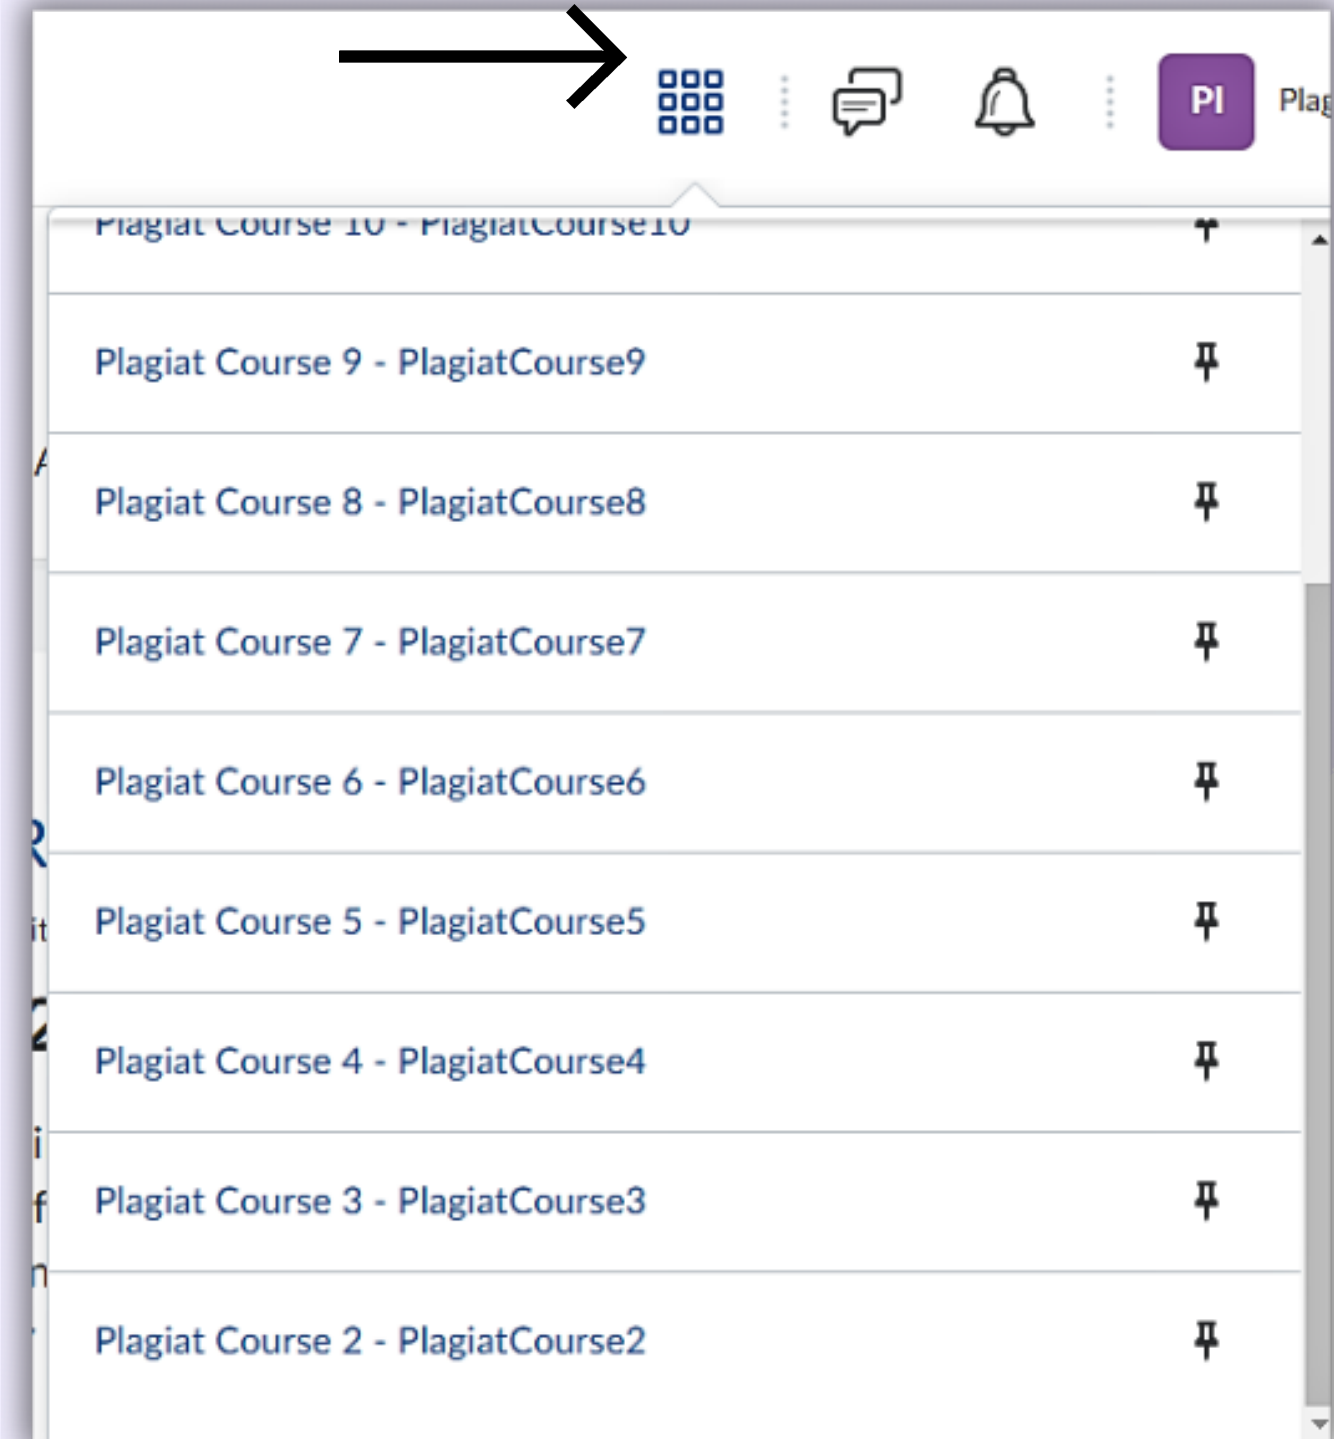 PI
Plag
Plagiat Course 10 - PlagiatCourse10
Plagiat Course 9 - PlagiatCourse9
A
Plagiat Course 8 - PlagiatCourse8
Plagiat Course 7 - PlagiatCourse7
Plagiat Course 6 - PlagiatCourse6
R
it
Plagiat Course 5 - PlagiatCourse5
2
Plagiat Course 4 - PlagiatCourse4
i
f
Plagiat Course 3 - PlagiatCourse3
n
Plagiat Course 2 - PlagiatCourse2